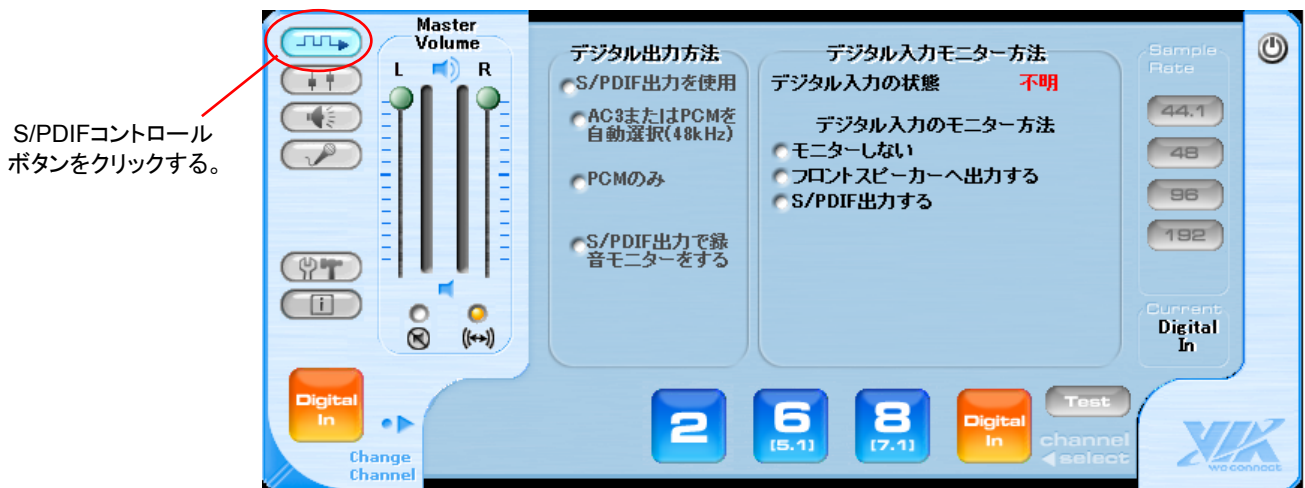 S/PDIFコントロール
ボタンをクリックする。
Master
Volume
L
R
デジタル出力方法
S/PDIF出力を使用
AC3またはPCMを
自動選択(48kHz)
PCMのみ
S/PDIF出力で録
音モニターをする
デジタル入力モニター方法
デジタル入力の状態 不明
デジタル入力のモニター方法
モニターしない
フロントスピーカーへ出力する
S/PDIF出力する
Sample
Rate
44.1
48
96
192
Current
Digital
In
Digital
In
Change
Channel
2
6
[5.1]
8
[7.1]
Digital
In
Test
channel
select
VIA
we connect